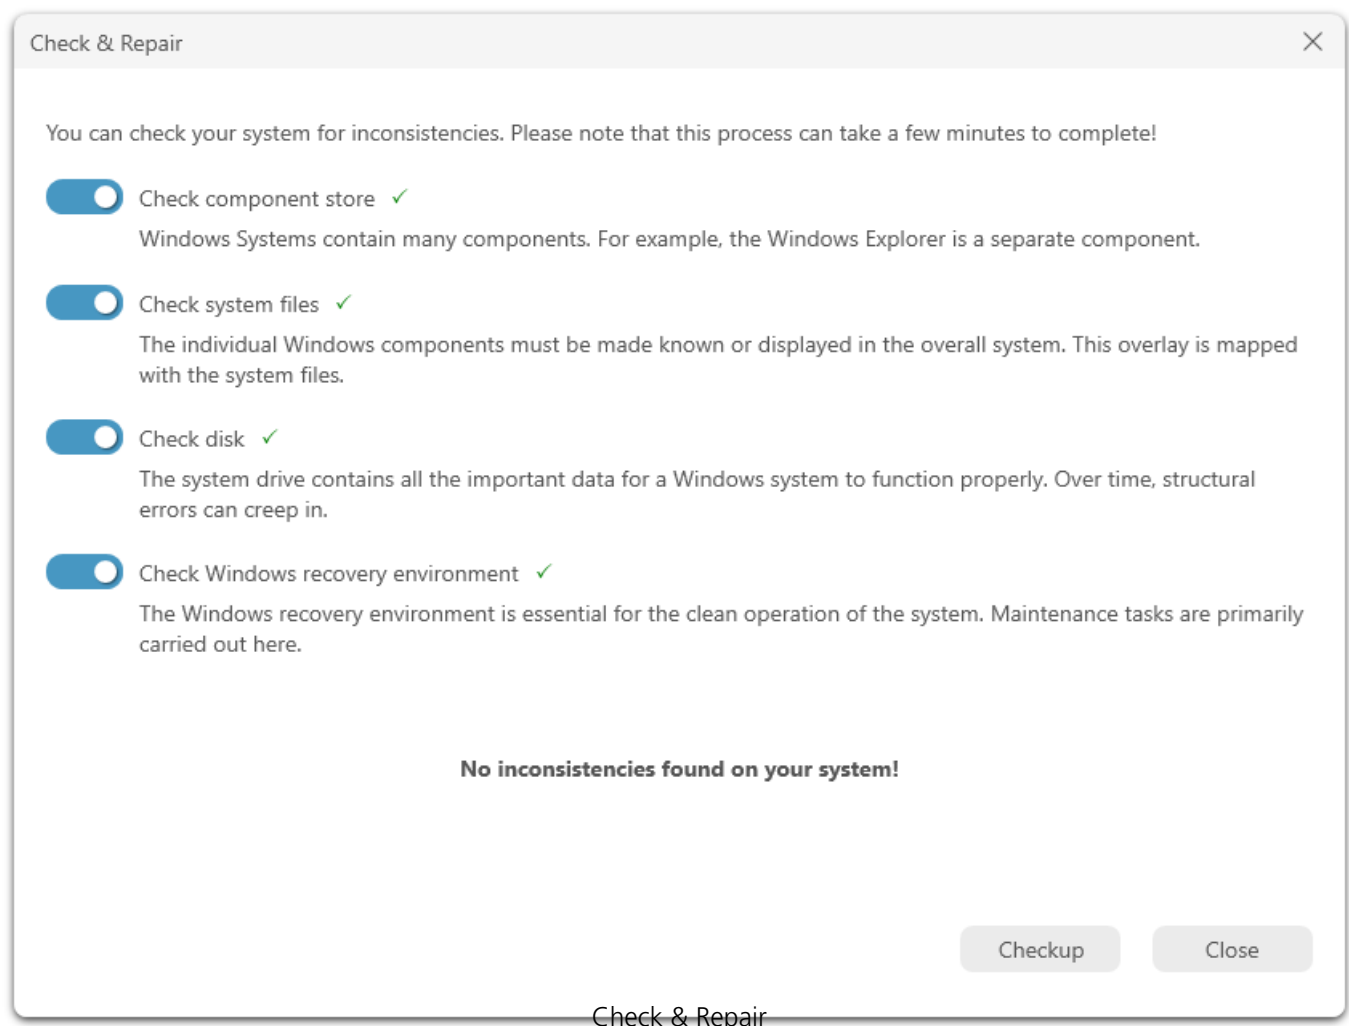 Check & Repair
You can check your system for inconsistencies. Please note that this process can take a few minutes to complete!
Check component store ✓
Windows Systems contain many components. For example, the Windows Explorer is a separate component.
Check system files ✓
The individual Windows components must be made known or displayed in the overall system. This overlay is mapped
with the system files.
Check disk ✓
The system drive contains all the important data for a Windows system to function properly. Over time, structural
errors can creep in.
Check Windows recovery environment ✓
The Windows recovery environment is essential for the clean operation of the system. Maintenance tasks are primarily
carried out here.
No inconsistencies found on your system!
Checkup
Close
Check & Repair